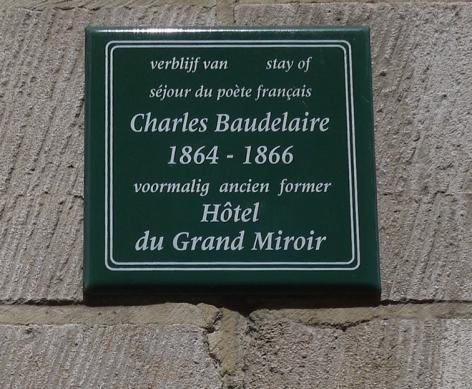 verblijf van stay of
séjour du poète français
Charles Baudelaire
1864 - 1866
voormalig ancien former
Hôtel
du Grand Miroir